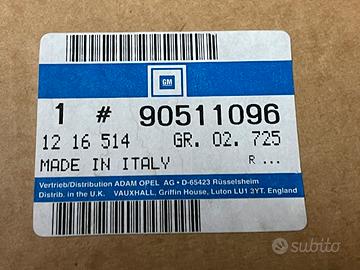 GM
1 # 90511096
12 16 514 GR. 02. 725
MADE IN ITALY R ...
Vertrieb/Distribution ADAM OPEL AG • D-65423 Rüsselsheim
Distrib. in the U.K. VAUXHALL, Griffin House, Luton LU1 3YT. England
subito